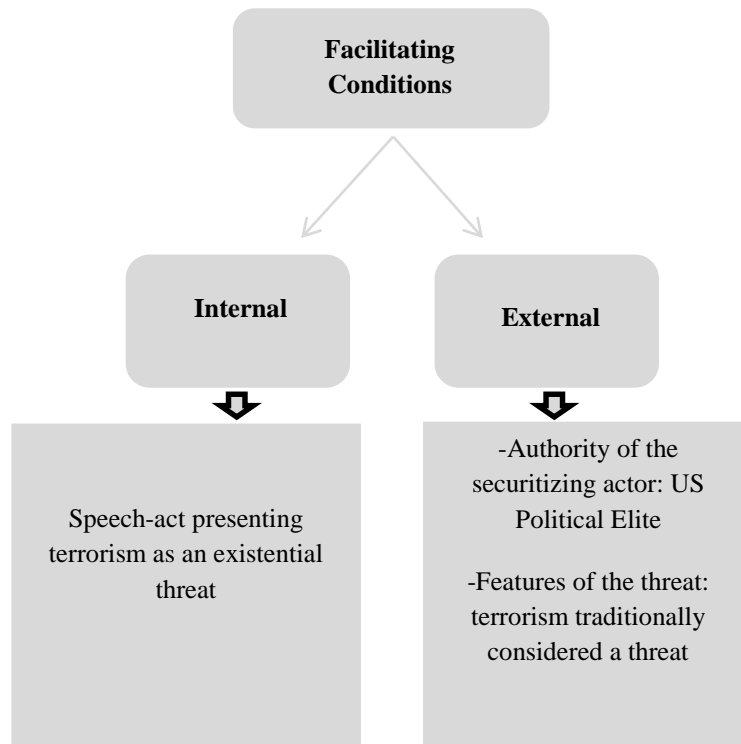 Facilitating
Conditions
Internal
External
Speech-act presenting
terrorism as an existential
threat
-Authority of the
securitizing actor: US
Political Elite
-Features of the threat:
terrorism traditionally
considered a threat